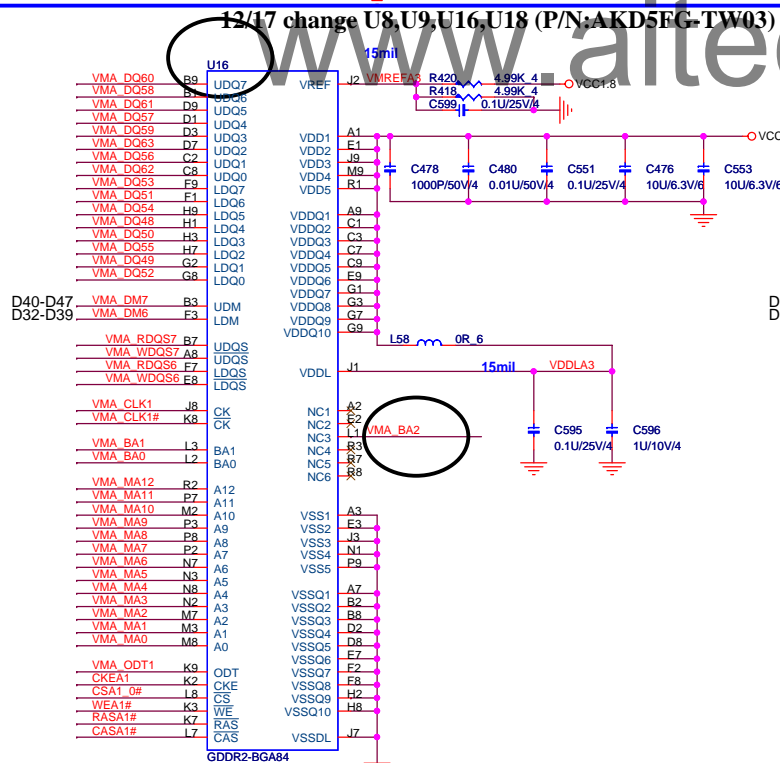 12/17 change U8,U9,U16,U18 (P/N:AKD5FG-TW03)
www.aitec
U16
15mil
VMA_DQ60 B9 UDQ7
VMA_DQ58 B1 UDQ6
VMA_DQ61 D9 UDQ5
VMA_DQ57 D1 UDQ4
VMA_DQ59 D3 UDQ3
VMA_DQ63 D7 UDQ2
VMA_DQ56 C2 UDQ1
VMA_DQ62 C8 UDQ0
VMA_DQ53 F9 LDQ7
VMA_DQ51 F1 LDQ6
VMA_DQ54 H9 LDQ5
VMA_DQ48 H1 LDQ4
VMA_DQ50 H3 LDQ3
VMA_DQ55 H7 LDQ2
VMA_DQ49 G2 LDQ1
VMA_DQ52 G8 LDQ0
D40-D47 VMA_DM7 B3 UDM
D32-D39 VMA_DM6 F3 LDM
VMA_RDQS7 B7 UDQS
VMA_WDQS7 A8 UDQS
VMA_RDQS6 F7 LDQS
VMA_WDQS6 E8 LDQS
VMA_CLK1 J8 CK
VMA_CLK1# K8 CK
VMA_BA1 L3 BA1
VMA_BA0 L2 BA0
VMA_MA12 R2 A12
VMA_MA11 P7 A11
VMA_MA10 M2 A10
VMA_MA9 P3 A9
VMA_MA8 P8 A8
VMA_MA7 P2 A7
VMA_MA6 N7 A6
VMA_MA5 N3 A5
VMA_MA4 N8 A4
VMA_MA3 N2 A3
VMA_MA2 M7 A2
VMA_MA1 M3 A1
VMA_MA0 M8 A0
VMA_ODT1 K9 ODT
CKEA1 K2 CKE
CSA1_0# L8 CS
WEA1# K3 WE
RASA1# K7 RAS
CASA1# L7 CAS
GDDR2-BGA84
VREF J2 VMREFA3 R420 4.99K_4 VCC1.8
R418 4.99K_4
C599 0.1U/25V/4
VDD1 A1 VCC
VDD2 E1
VDD3 J9
VDD4 M9
VDD5 R1
C478 C480 C551 C476 C553
1000P/50V/4 0.01U/50V/4 0.1U/25V/4 10U/6.3V/6 10U/6.3V/6
VDDQ1 A9
VDDQ2 C1
VDDQ3 C3
VDDQ4 C7
VDDQ5 C9
VDDQ6 E9
VDDQ7 G1
VDDQ8 G3
VDDQ9 G7
VDDQ10 G9
D
D
L58 0R_6
VDDL J1 15mil VDDLA3
NC1 A2
NC2 E2
NC3 L1 VMA_BA2
NC4 R3
NC5 R7
NC6 R8
C595 C596
0.1U/25V/4 1U/10V/4
VSS1 A3
VSS2 E3
VSS3 J3
VSS4 N1
VSS5 P9
VSSQ1 A7
VSSQ2 B2
VSSQ3 B8
VSSQ4 D2
VSSQ5 D8
VSSQ6 E7
VSSQ7 F2
VSSQ8 F8
VSSQ9 H2
VSSQ10 H8
VSSDL J7